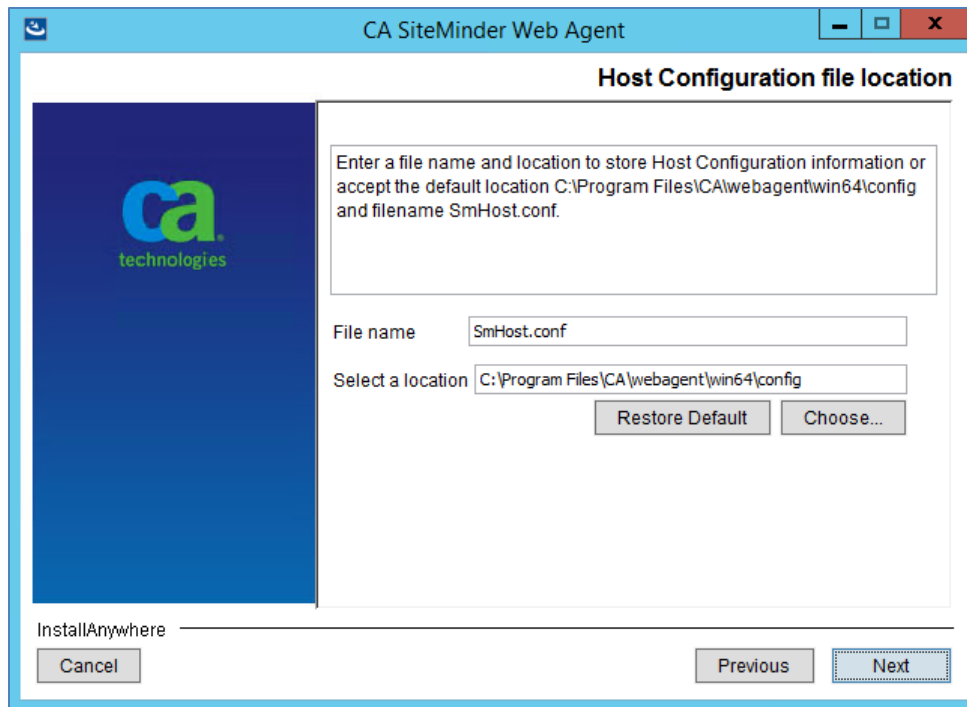 CA SiteMinder Web Agent
Host Configuration file location
ca
technologies
Enter a file name and location to store Host Configuration information or
accept the default location C:\Program Files\CA\webagent\win64\config
and filename SmHost.conf.
File name SmHost.conf
Select a location C:\Program Files\CA\webagent\win64\config
Restore Default Choose...
InstallAnywhere
Cancel Previous Next